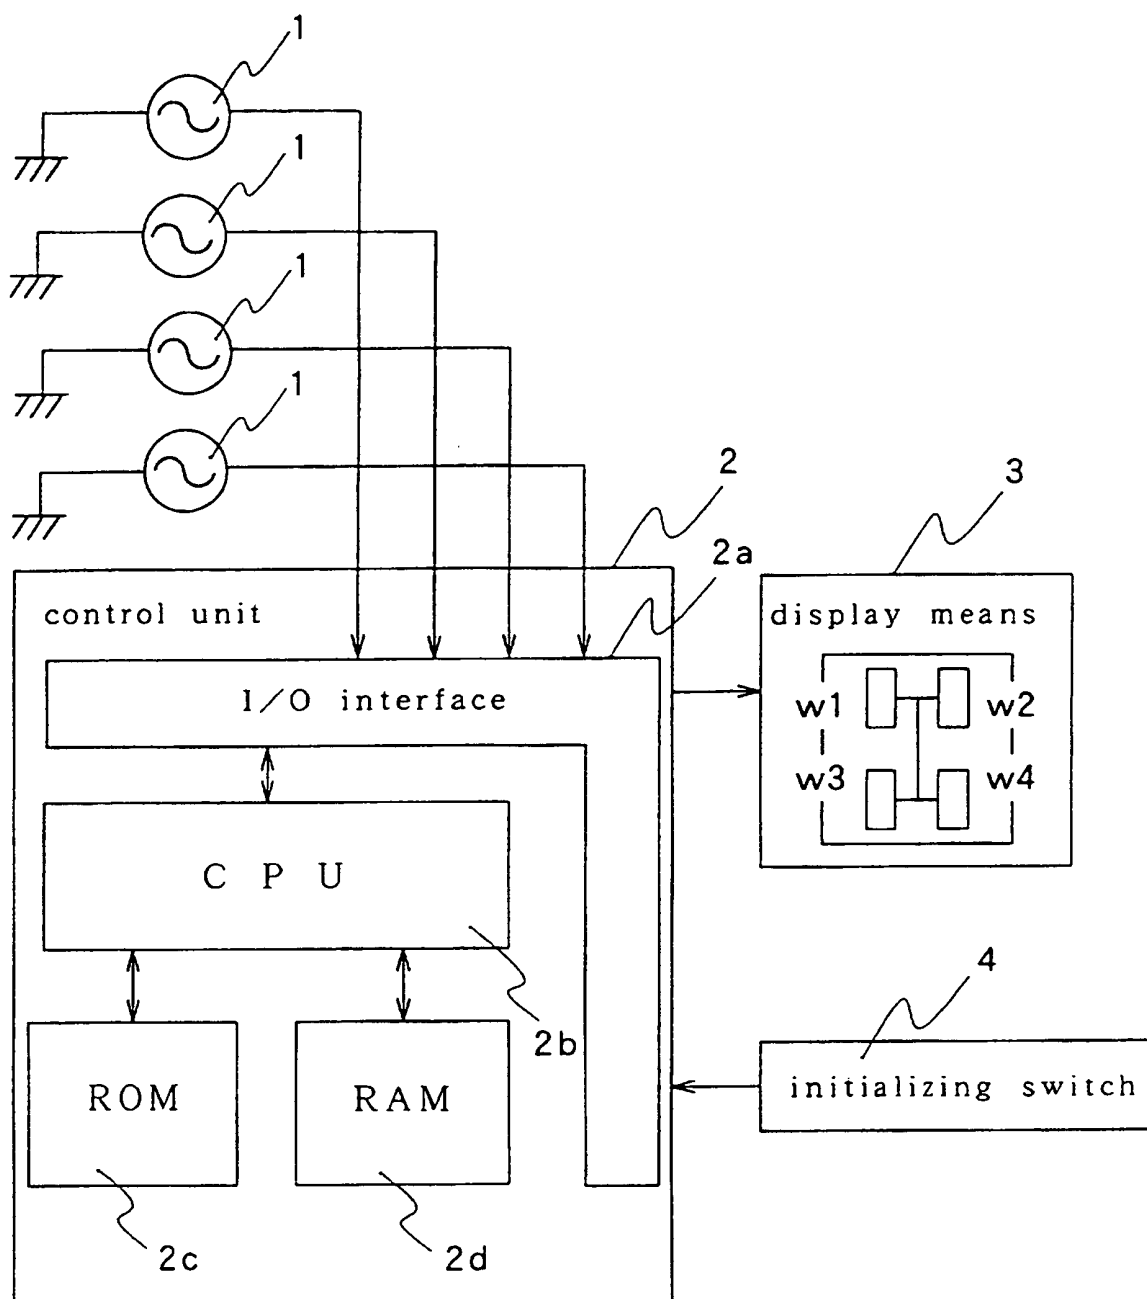 1
1
1
1
2
3
2a
control unit
display means
I/O interface
w1 w2
w3 w4
C P U
4
2b
ROM
RAM
initializing switch
2c
2d